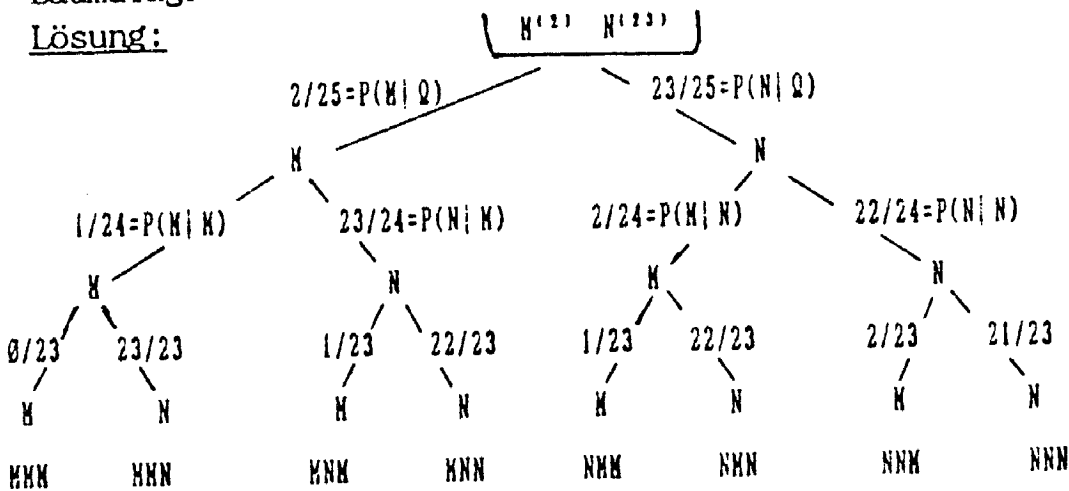 Lösung:
M⁽²⁾ N⁽²³⁾
2/25=P(M| Ω) 23/25=P(N| Ω)
M N
1/24=P(M| M) 23/24=P(N| M) 2/24=P(M| N) 22/24=P(N| N)
M N M N
0/23 23/23 1/23 22/23 1/23 22/23 2/23 21/23
M N M N M N M N
MMM MMN MNM MNN NMM NMN NNM NNN